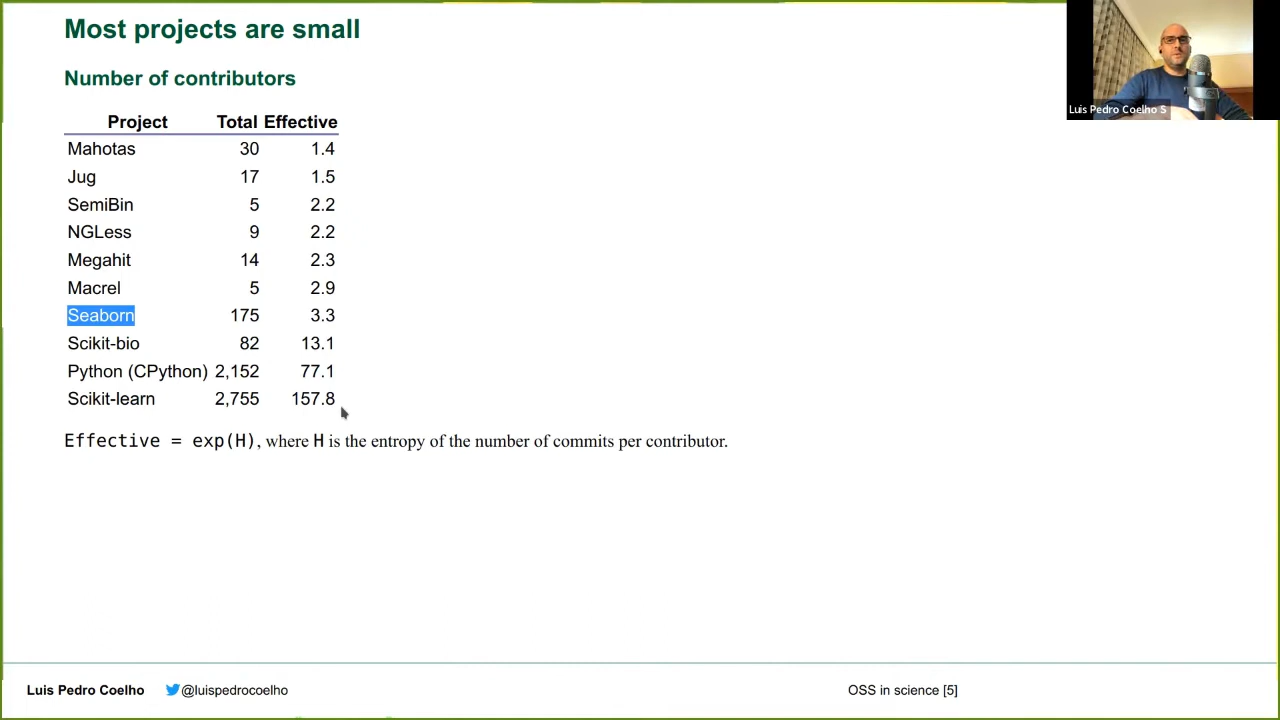 Most projects are small
Luis Pedro Coelho S
Number of contributors
Project Total Effective
Mahotas 30 1.4
Jug 17 1.5
SemiBin 5 2.2
NGLess 9 2.2
Megahit 14 2.3
Macrel 5 2.9
Seaborn 175 3.3
Scikit-bio 82 13.1
Python (CPython) 2,152 77.1
Scikit-learn 2,755 157.8
Effective = exp(H), where H is the entropy of the number of commits per contributor.
Luis Pedro Coelho @luispedrocoelho OSS in science [5]